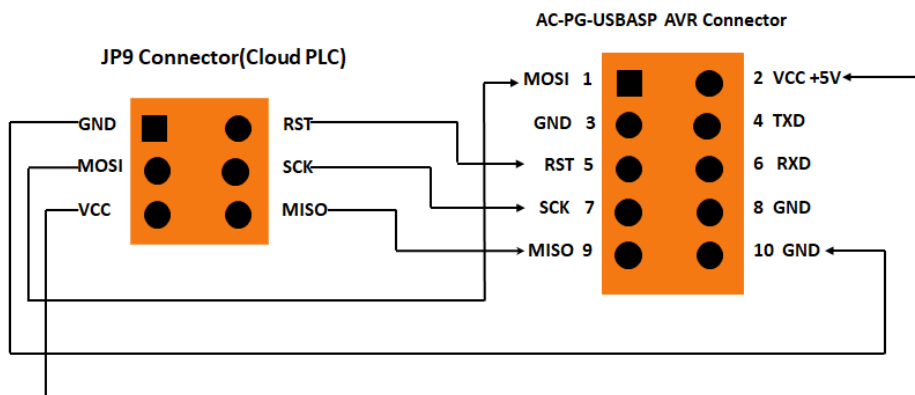 AC-PG-USBASP AVR Connector
JP9 Connector(Cloud PLC)
MOSI 1
2 VCC +5V
GND
RST
GND 3
4 TXD
MOSI
SCK
RST 5
6 RXD
VCC
MISO
SCK 7
8 GND
MISO 9
10 GND